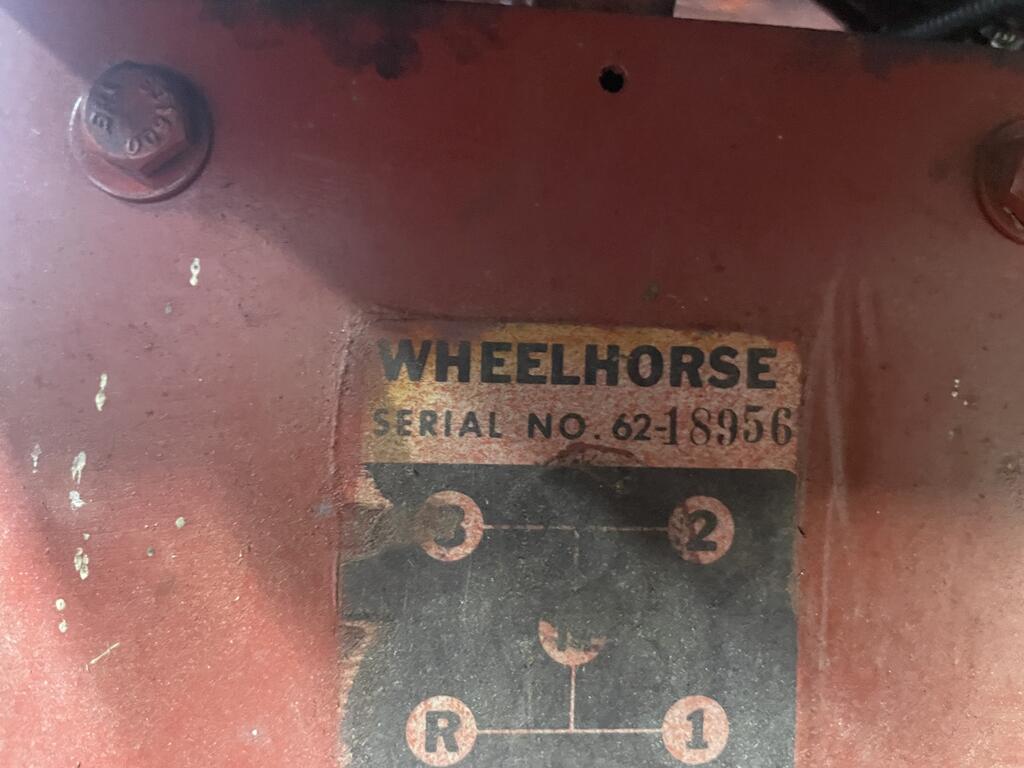 WHEELHORSE
SERIAL NO. 62-18956
3 2
R 1